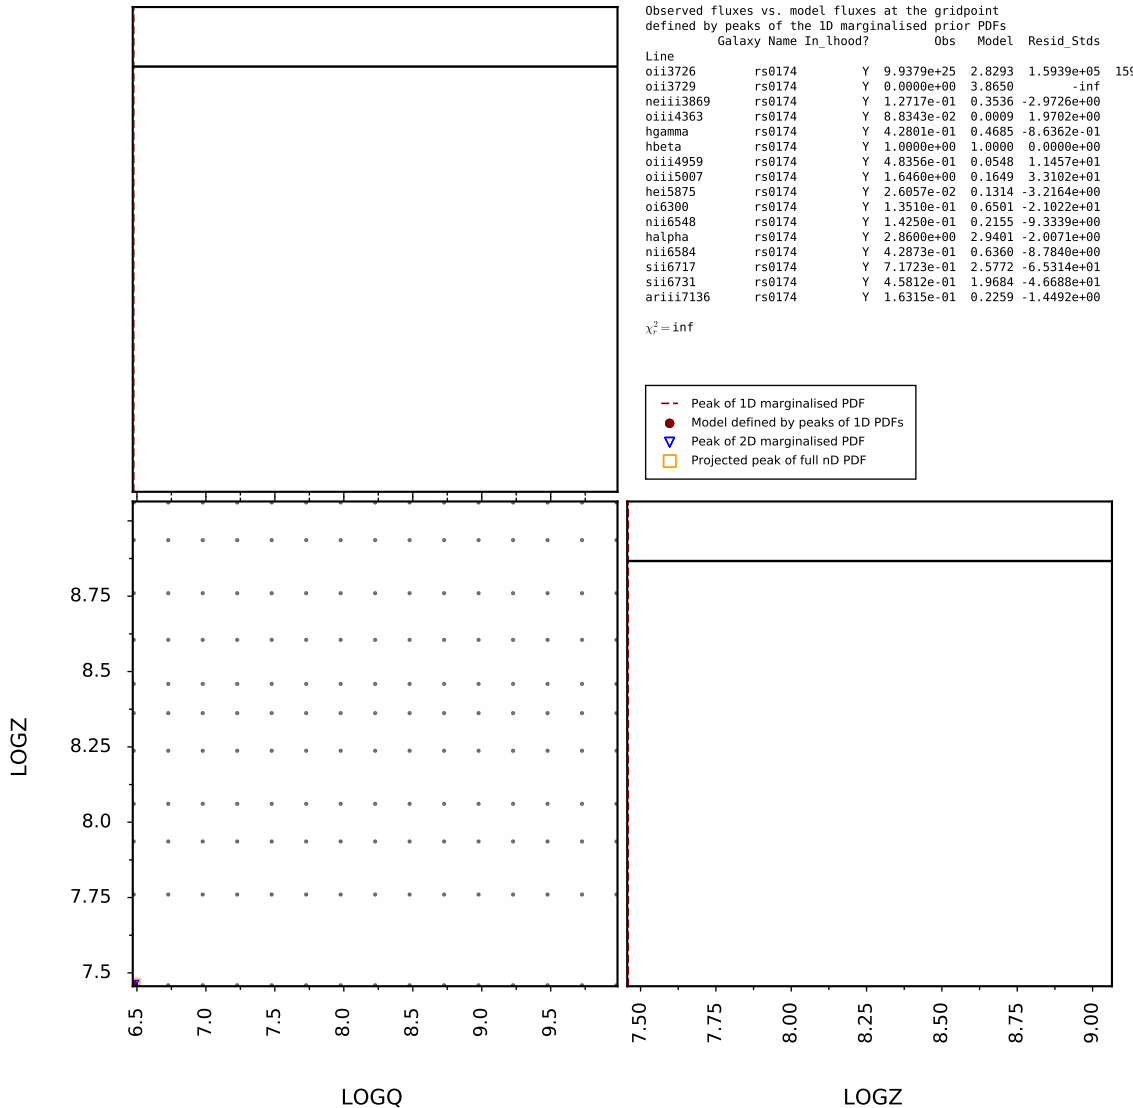 Observed fluxes vs. model fluxes at the gridpoint
defined by peaks of the 1D marginalised prior PDFs
Galaxy Name In_lhood? Obs Model Resid_Stds
Line
oii3726 rs0174 Y 9.9379e+25 2.8293 1.5939e+05 159
oii3729 rs0174 Y 0.0000e+00 3.8650 -inf
neiii3869 rs0174 Y 1.2717e-01 0.3536 -2.9726e+00
oiii4363 rs0174 Y 8.8343e-02 0.0009 1.9702e+00
hgamma rs0174 Y 4.2801e-01 0.4685 -8.6362e-01
hbeta rs0174 Y 1.0000e+00 1.0000 0.0000e+00
oiii4959 rs0174 Y 4.8356e-01 0.0548 1.1457e+01
oiii5007 rs0174 Y 1.6460e+00 0.1649 3.3102e+01
hei5875 rs0174 Y 2.6057e-02 0.1314 -3.2164e+00
oi6300 rs0174 Y 1.3510e-01 0.6501 -2.1022e+01
nii6548 rs0174 Y 1.4250e-01 0.2155 -9.3339e+00
halpha rs0174 Y 2.8600e+00 2.9401 -2.0071e+00
nii6584 rs0174 Y 4.2873e-01 0.6360 -8.7840e+00
sii6717 rs0174 Y 7.1723e-01 2.5772 -6.5314e+01
sii6731 rs0174 Y 4.5812e-01 1.9684 -4.6688e+01
ariii7136 rs0174 Y 1.6315e-01 0.2259 -1.4492e+00
χ²ᵣ = inf
Peak of 1D marginalised PDF
Model defined by peaks of 1D PDFs
Peak of 2D marginalised PDF
Projected peak of full nD PDF
8.75
8.5
8.25
8.0
7.75
7.5
LOGZ
6.5 7.0 7.5 8.0 8.5 9.0 9.5
LOGQ
7.50 7.75 8.00 8.25 8.50 8.75 9.00
LOGZ